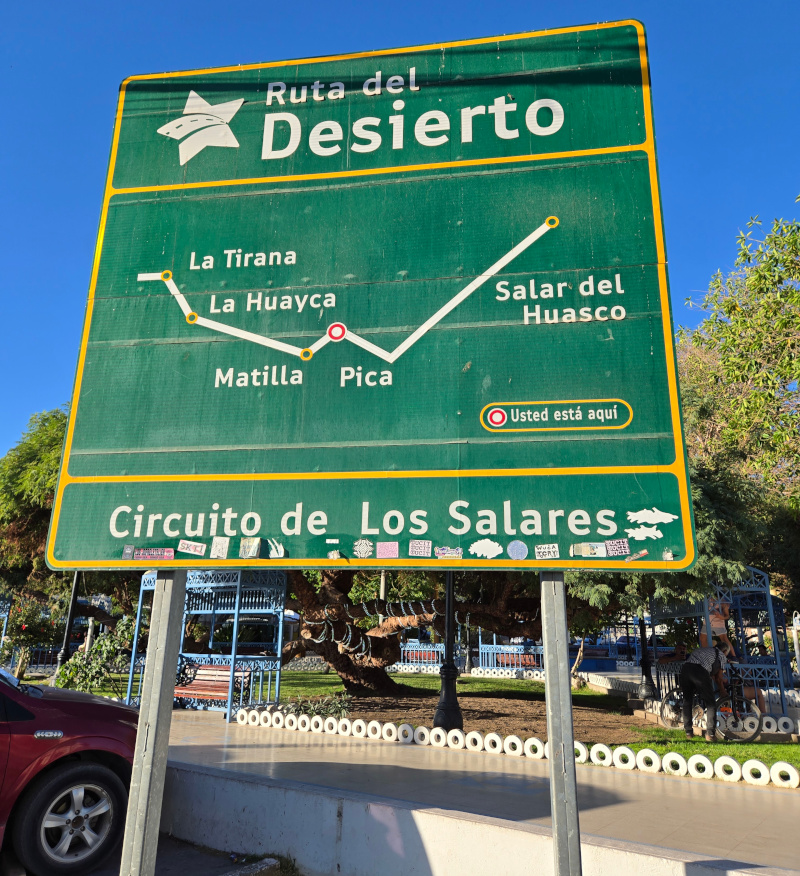 Ruta del
Desierto
La Tirana
La Huayca
Salar del
Huasco
Matilla
Pica
Usted está aquí
Circuito de Los Salares